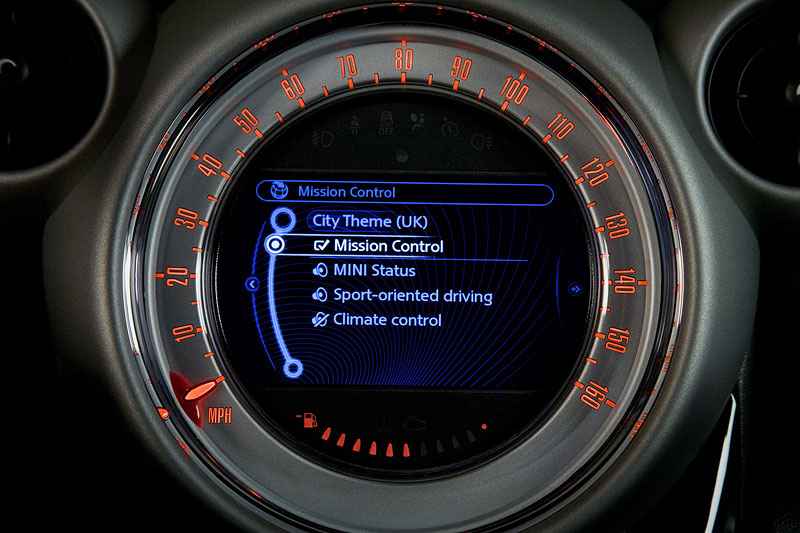 10
20
30
40
50
60
70
80
90
100
110
120
130
140
150
160
MPH
OFF
Mission Control
City Theme (UK)
Mission Control
MINI Status
Sport-oriented driving
Climate control